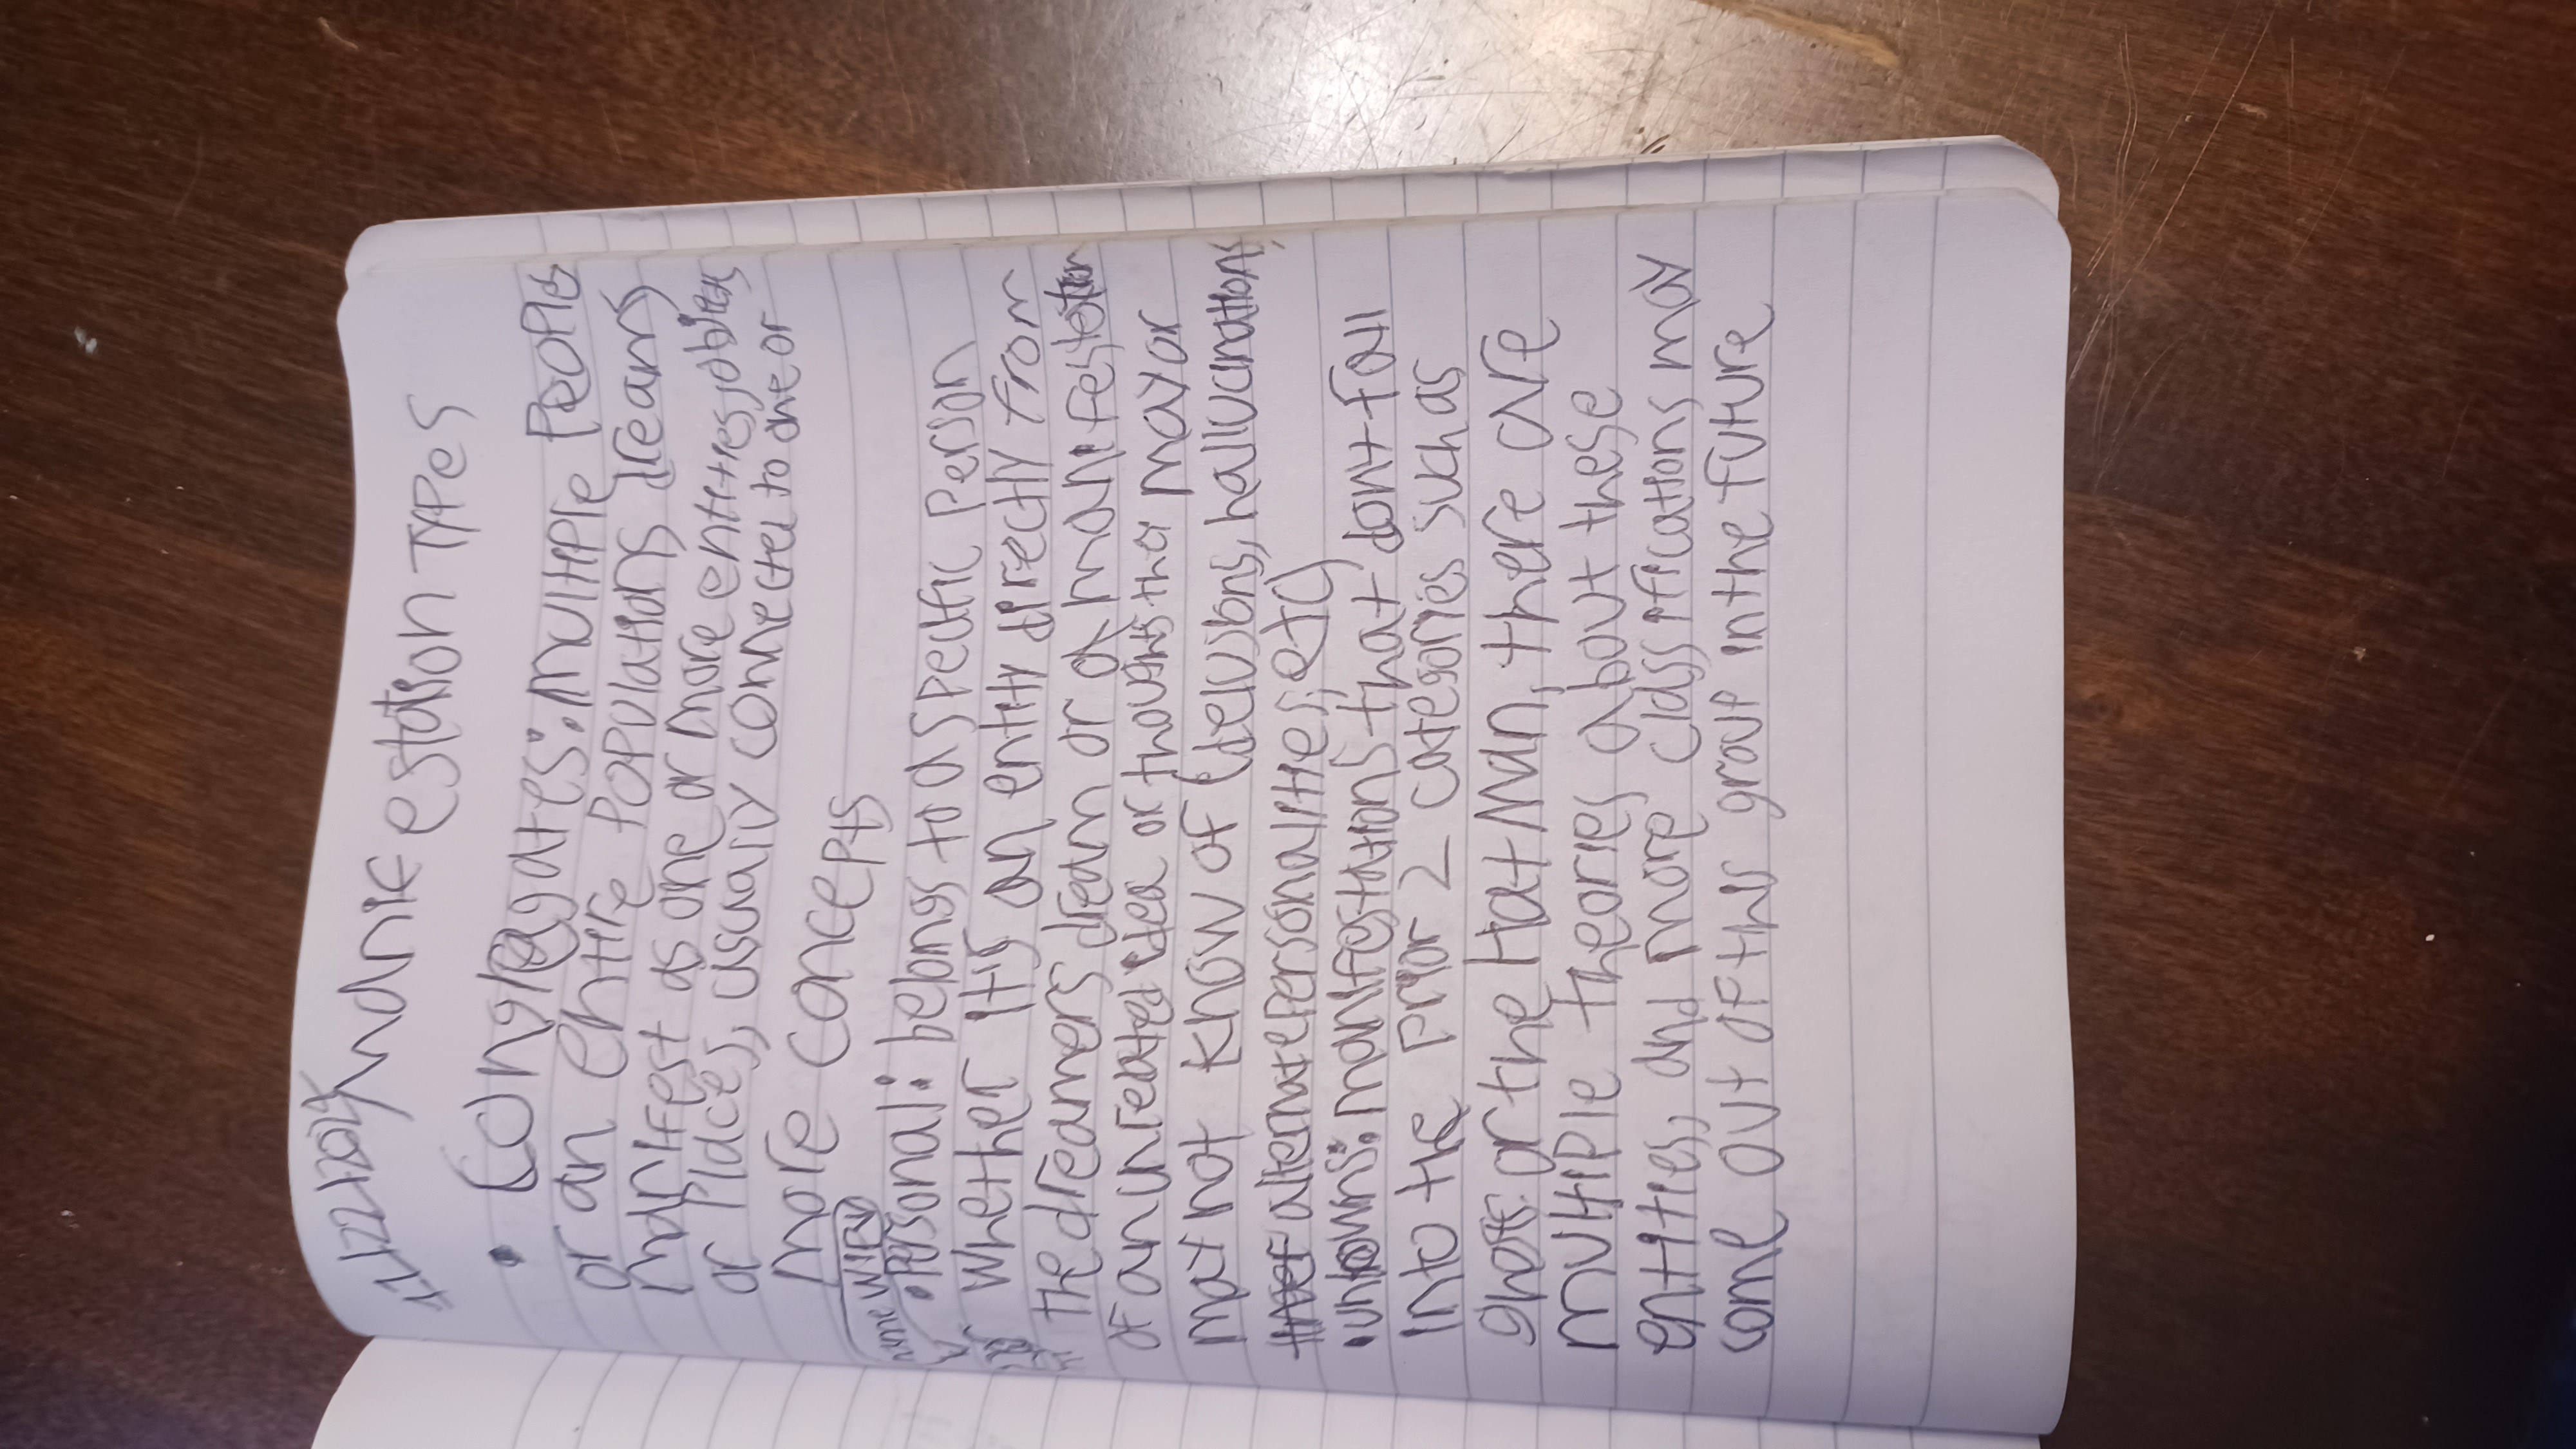 11/22/2024
Manifestation Types
• Congregates: Multiple Peoples
or an entire Populations dreams
manifest as one or more entities, objects
or Places, usually connected to one or
more concepts
name WIP
• Personal: belongs to a specific Person
whether it's an entity directly from
the dreamers dream or a manifestation
of an unrelated idea or thoughts they may or
may not know of (delusions, hallucinations,
alternate Personalities, etc)
• unknowns: manifestations that dont fall
into the Prior 2 categories such as
ghosts or the Hat Man, there are
multiple theories about these
entities, and more classifications may
come out of this group in the future